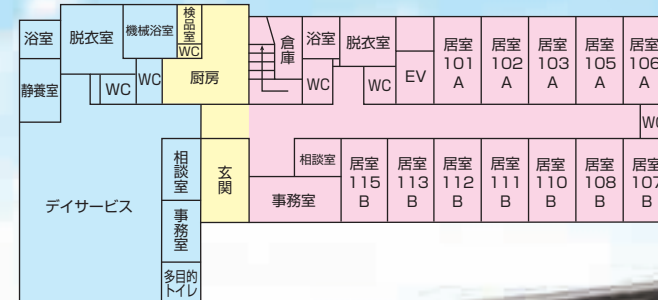 浴室
脱衣室
機械浴室
検品室
WC
静養室
WC
WC
厨房
倉庫
浴室
脱衣室
WC
WC
EV
居室
101
A
居室
102
A
居室
103
A
居室
105
A
居室
106
A
WC
デイサービス
相談室
事務室
多目的
トイレ
玄関
相談室
事務室
居室
115
B
居室
113
B
居室
112
B
居室
111
B
居室
110
B
居室
108
B
居室
107
B